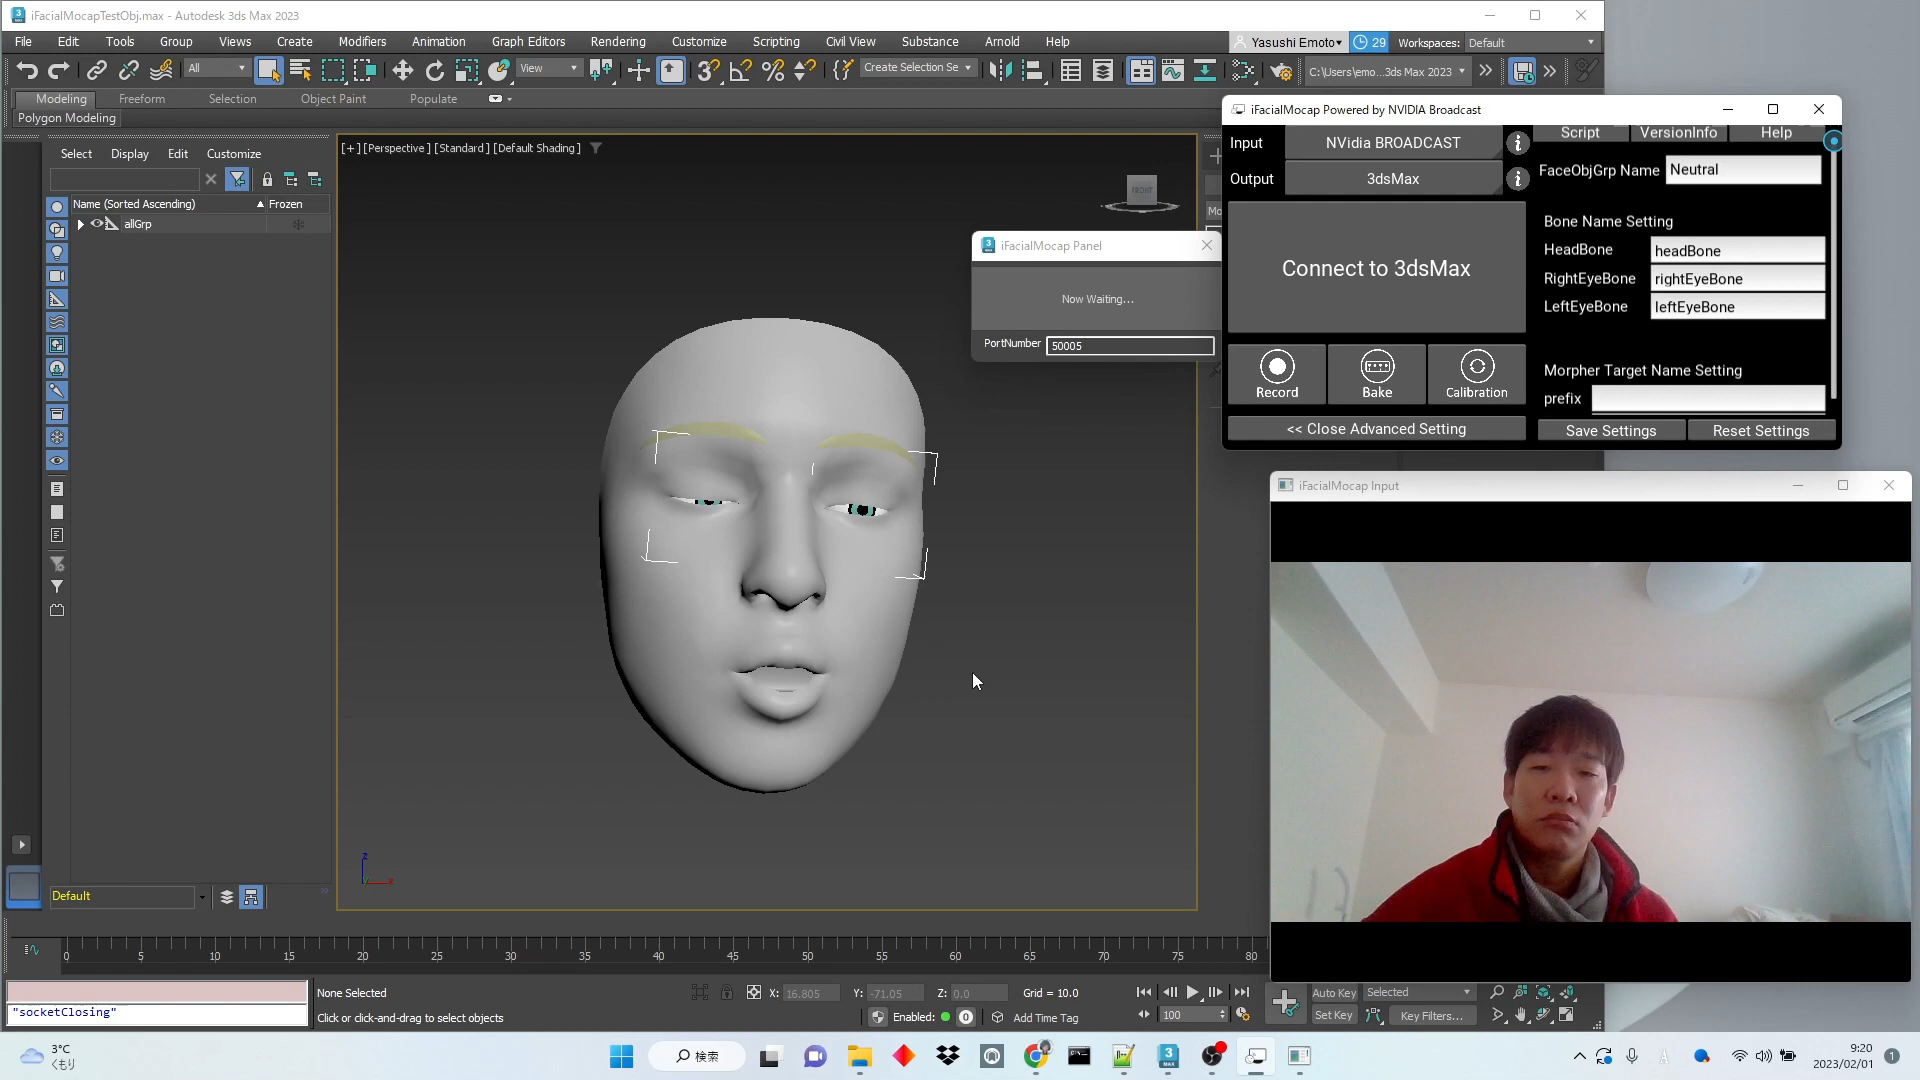 iFacialMocapTestObj.max - Autodesk 3ds Max 2023
File Edit Tools Group Views Create Modifiers Animation Graph Editors Rendering Customize Scripting Civil View Substance Arnold Help
Yasushi Emoto 29 Workspaces: Default
All View Create Selection Se C:\Users\emo...3ds Max 2023
Modeling Freeform Selection Object Paint Populate
Polygon Modeling
Select Display Edit Customize
Name (Sorted Ascending) Frozen
allGrp
Default
[+] [Perspective] [Standard] [Default Shading]
FRONT
Mo
iFacialMocap Panel
Now Waiting...
PortNumber 50005
iFacialMocap Powered by NVIDIA Broadcast
Input NVidia BROADCAST
Output 3dsMax
Connect to 3dsMax
Record Bake Calibration
<< Close Advanced Setting
Script VersionInfo Help
FaceObjGrp Name Neutral
Bone Name Setting
HeadBone headBone
RightEyeBone rightEyeBone
LeftEyeBone leftEyeBone
Morpher Target Name Setting
prefix
Save Settings Reset Settings
iFacialMocap Input
z
x
0 5 10 15 20 25 30 35 40 45 50 55 60 65 70 75 80
"socketClosing"
None Selected
Click or click-and-drag to select objects
X: 16.805 Y: -71.05 Z: 0.0 Grid = 10.0
Enabled: 0 Add Time Tag
100
Auto Key Selected
Set Key Key Filters...
3°C
くもり
検索
3
MAX
A
9:20
2023/02/01
1